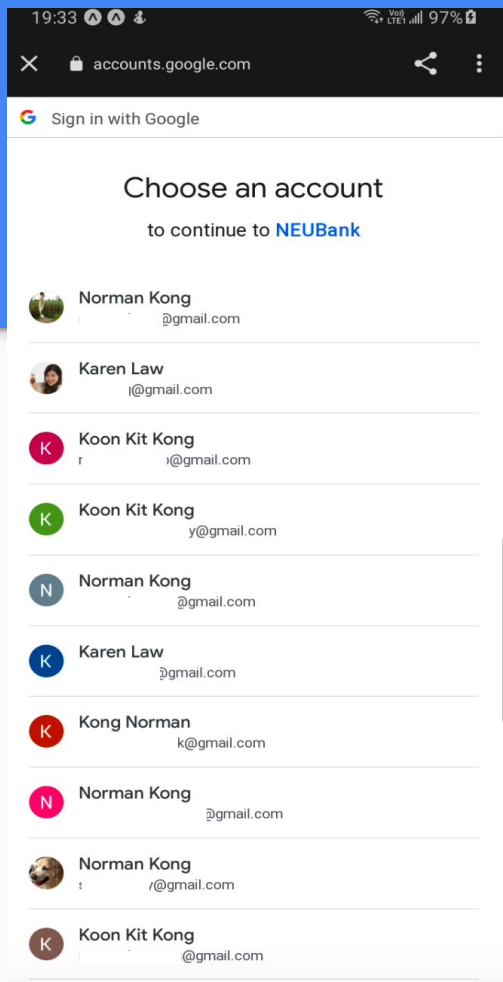 19:33 Vo)) LTE1 97%
accounts.google.com
G Sign in with Google
Choose an account
to continue to NEUBank
Norman Kong
@gmail.com
Karen Law
@gmail.com
K Koon Kit Kong
@gmail.com
K Koon Kit Kong
y@gmail.com
N Norman Kong
@gmail.com
K Karen Law
@gmail.com
K Kong Norman
k@gmail.com
N Norman Kong
@gmail.com
Norman Kong
@gmail.com
K Koon Kit Kong
@gmail.com